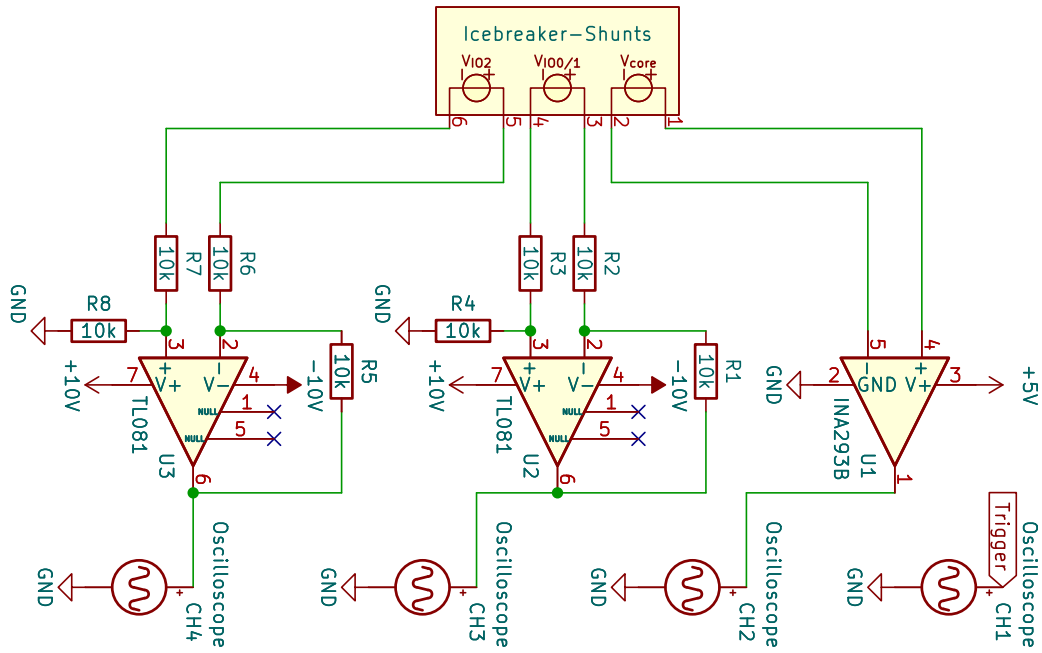 Icebreaker-Shunts
VIO2
VIO0/1
Vcore
- +
- +
- +
6
5
4
3
2
1
10k
R7
10k
R6
10k
R3
10k
R2
GND
R8
10k
GND
R4
10k
3
2
3
2
5
4
+
-
+
-
-
+
7
V+
V-
4
+10V
-10V
10k
R5
7
V+
V-
4
+10V
-10V
10k
R1
GND
2
GND
V+
3
+5V
NULL
1
NULL
5
TL081
U3
6
NULL
1
NULL
5
TL081
U2
6
INA293B
U1
1
Trigger
GND
+
Oscilloscope
CH4
GND
+
Oscilloscope
CH3
GND
+
Oscilloscope
CH2
GND
+
Oscilloscope
CH1